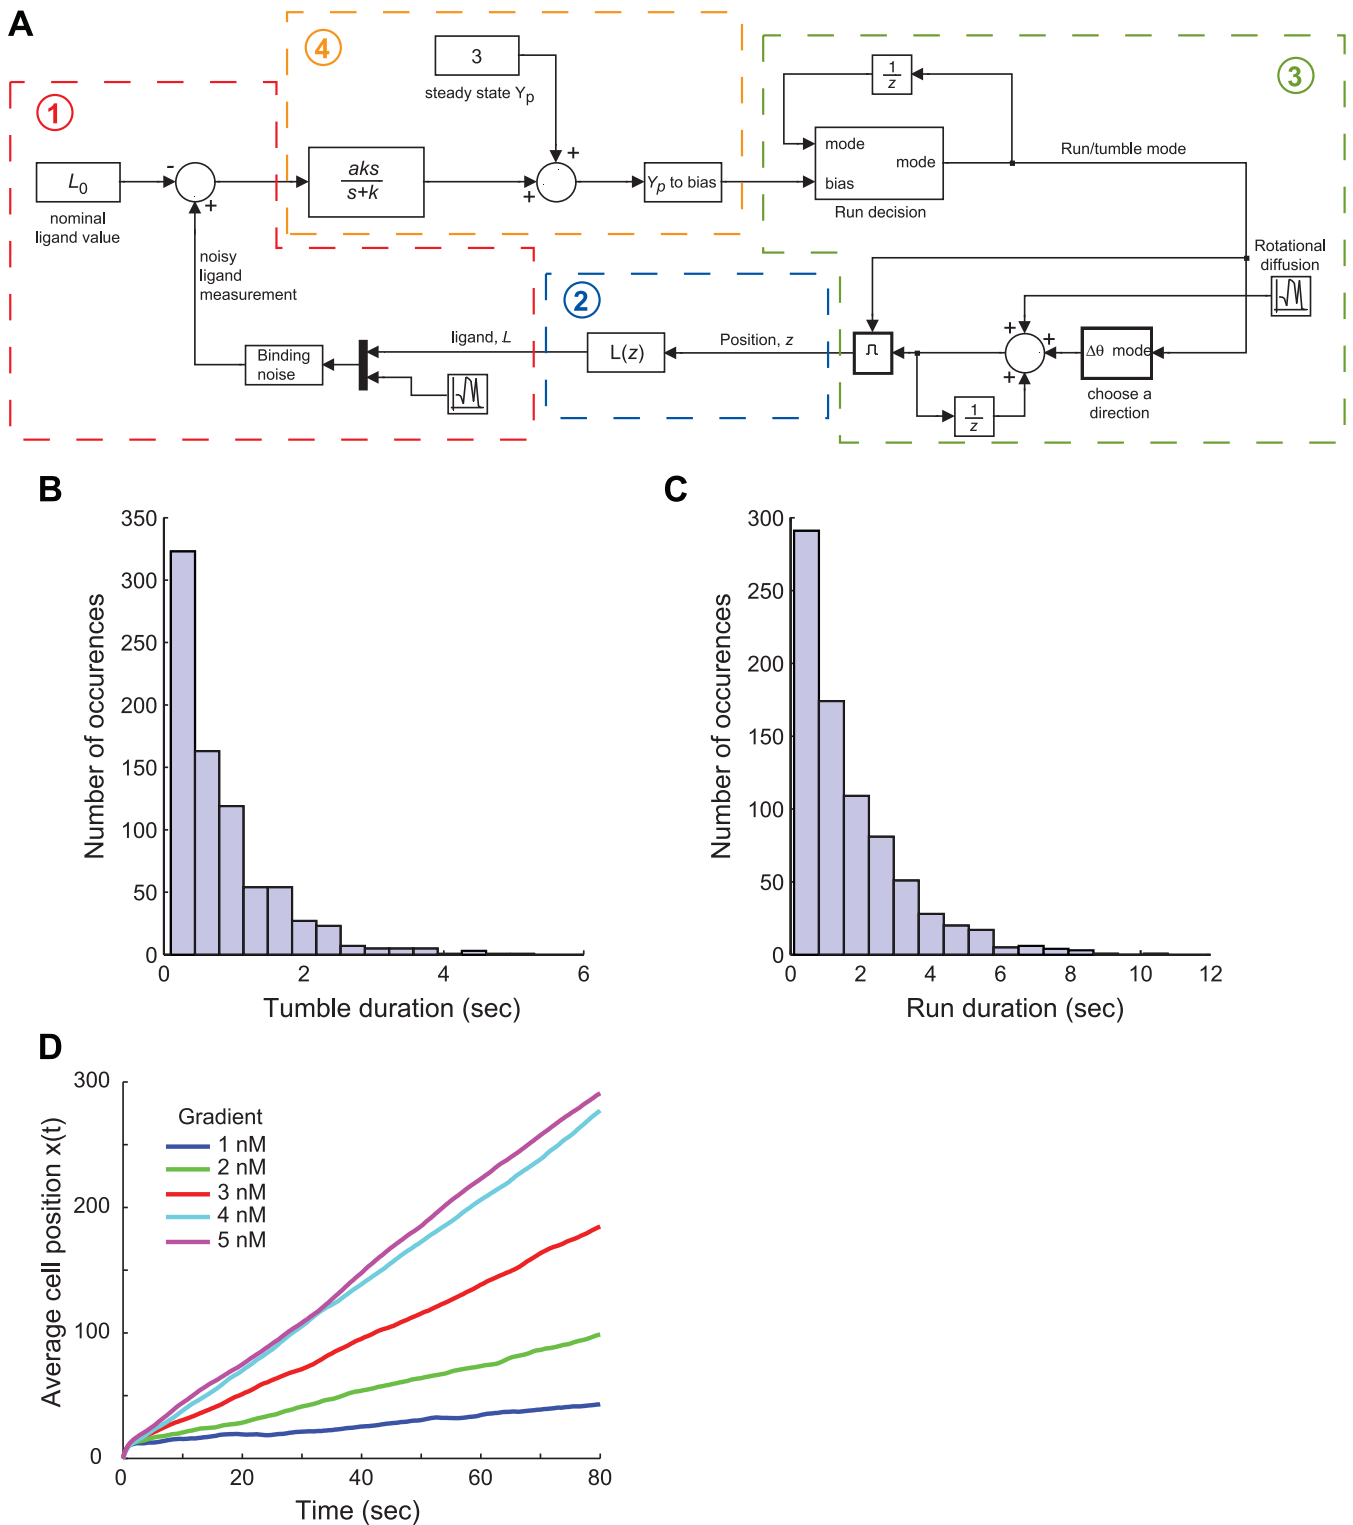 A
1
L0
nominal
ligand value
-
+
noisy
ligand
measurement
Binding
noise
ligand, L
4
3
steady state Yp
aks
s+k
+
+
Yp to bias
2
L(z)
Position, z
3
1
z
mode
mode
bias
Run decision
Run/tumble mode
Rotational
diffusion
+
+
+
Δθ mode
choose a
direction
1
z
B
350
300
250
200
150
100
50
0
Number of occurences
0 2 4 6
Tumble duration (sec)
C
300
250
200
150
100
50
0
Number of occurences
0 2 4 6 8 10 12
Run duration (sec)
D
300
200
100
0
Average cell position x(t)
Gradient
1 nM
2 nM
3 nM
4 nM
5 nM
0 20 40 60 80
Time (sec)